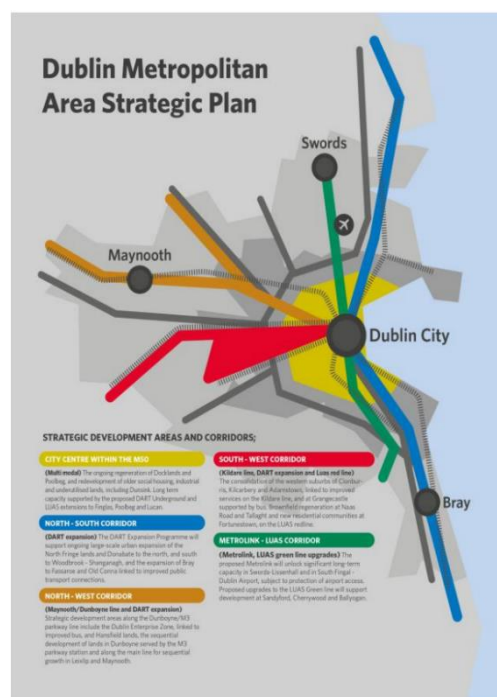 Dublin Metropolitan
Area Strategic Plan
Swords
Maynooth
Dublin City
Bray
STRATEGIC DEVELOPMENT AREAS AND CORRIDORS;
CITY CENTRE WITHIN THE M50
(Multi modal) The ongoing regeneration of Docklands and
Poolbeg, and redevelopment of older social housing, industrial
and underutilised lands, including Dunsink. Long term
capacity supported by the proposed DART Underground and
LUAS extensions to Finglas, Poolbeg and Lucan.
NORTH - SOUTH CORRIDOR
(DART expansion) The DART Expansion Programme will
support ongoing large-scale urban expansion of the
North Fringe lands and Donabate to the north, and south
to Woodbrook - Shanganagh, and the expansion of Bray
to Fassaroe and Old Conna linked to improved public
transport connections.
NORTH - WEST CORRIDOR
(Maynooth/Dunboyne line and DART expansion)
Strategic development areas along the Dunboyne/M3
parkway line include the Dublin Enterprise Zone, linked to
improved bus, and Hansfield lands, the sequential
development of lands in Dunboyne served by the M3
parkway station and along the main line for sequential
growth in Leixlip and Maynooth.
SOUTH - WEST CORRIDOR
(Kildare line, DART expansion and Luas red line)
The consolidation of the western suburbs of Clonbur-
ris, Kilcarbery and Adamstown, linked to improved
services on the Kildare line, and at Grangecastle
supported by bus. Brownfield regeneration at Naas
Road and Tallaght and new residential communities at
Fortunestown, on the LUAS redline.
METROLINK - LUAS CORRIDOR
(Metrolink, LUAS green line upgrades) The
proposed Metrolink will unlock significant long term
capacity in Swords-Lissenhall and in South Fingal -
Dublin Airport, subject to protection of airport access.
Proposed upgrades to the LUAS Green line will support
development at Sandyford, Cherrywood and Ballyogan.